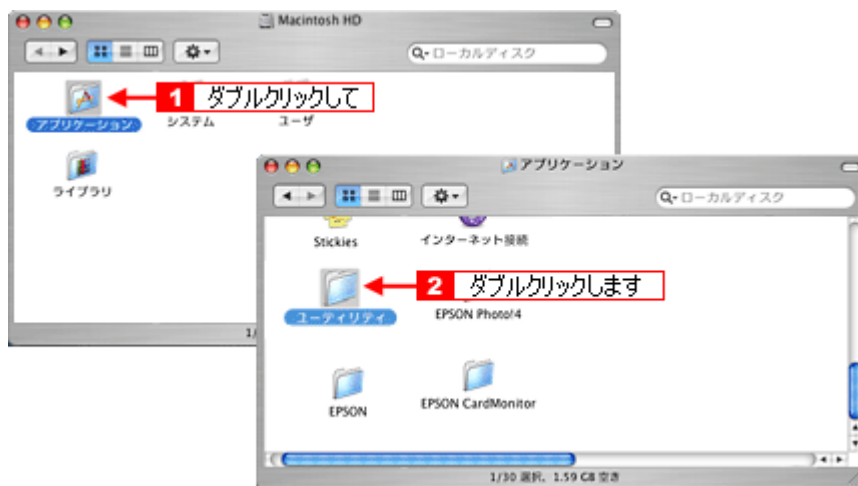 Macintosh HD
ローカルディスク
1 ダブルクリックして
アプリケーション
システム
ユーザ
ライブラリ
アプリケーション
ローカルディスク
Stickies
インターネット接続
2 ダブルクリックします
ユーティリティ
EPSON Photo!4
EPSON
EPSON CardMonitor
1/30 選択、1.59 GB 空き